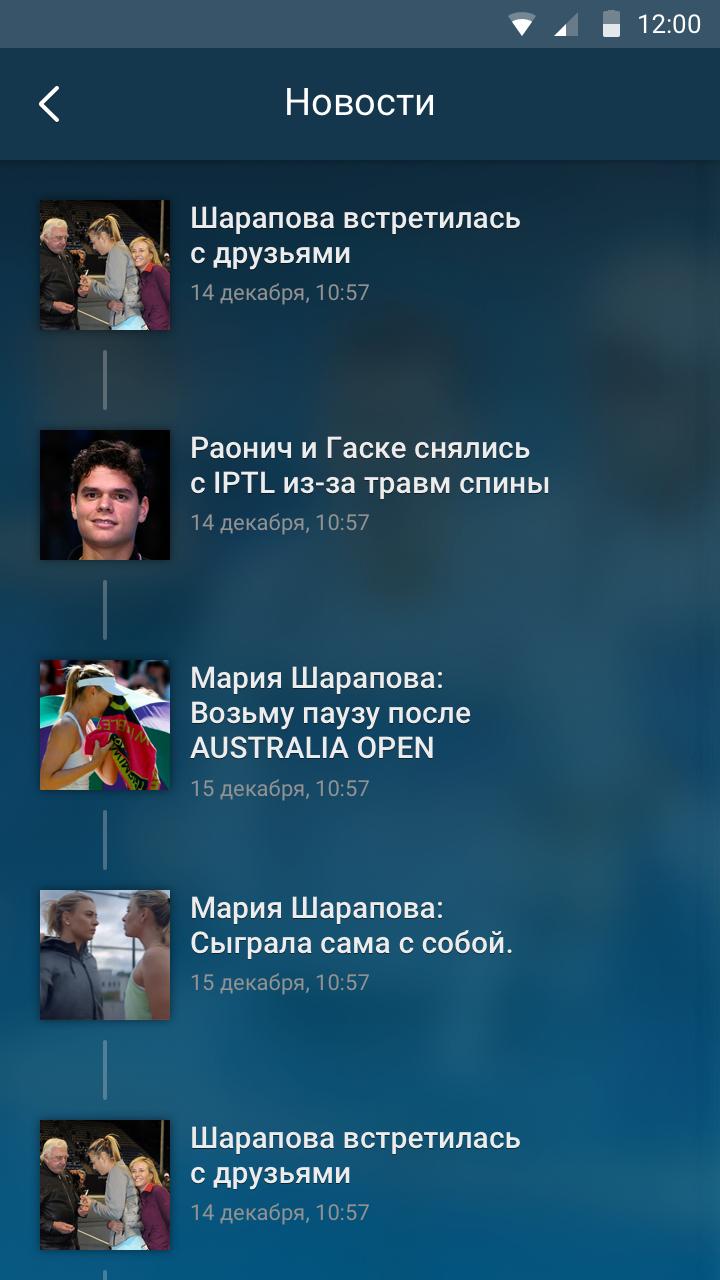 12:00
Новости
Шарапова встретилась
с друзьями
14 декабря, 10:57
Раонич и Гаске снялись
с IPTL из-за травм спины
14 декабря, 10:57
Мария Шарапова:
Возьму паузу после
AUSTRALIA OPEN
15 декабря, 10:57
Мария Шарапова:
Сыграла сама с собой.
15 декабря, 10:57
Шарапова встретилась
с друзьями
14 декабря, 10:57